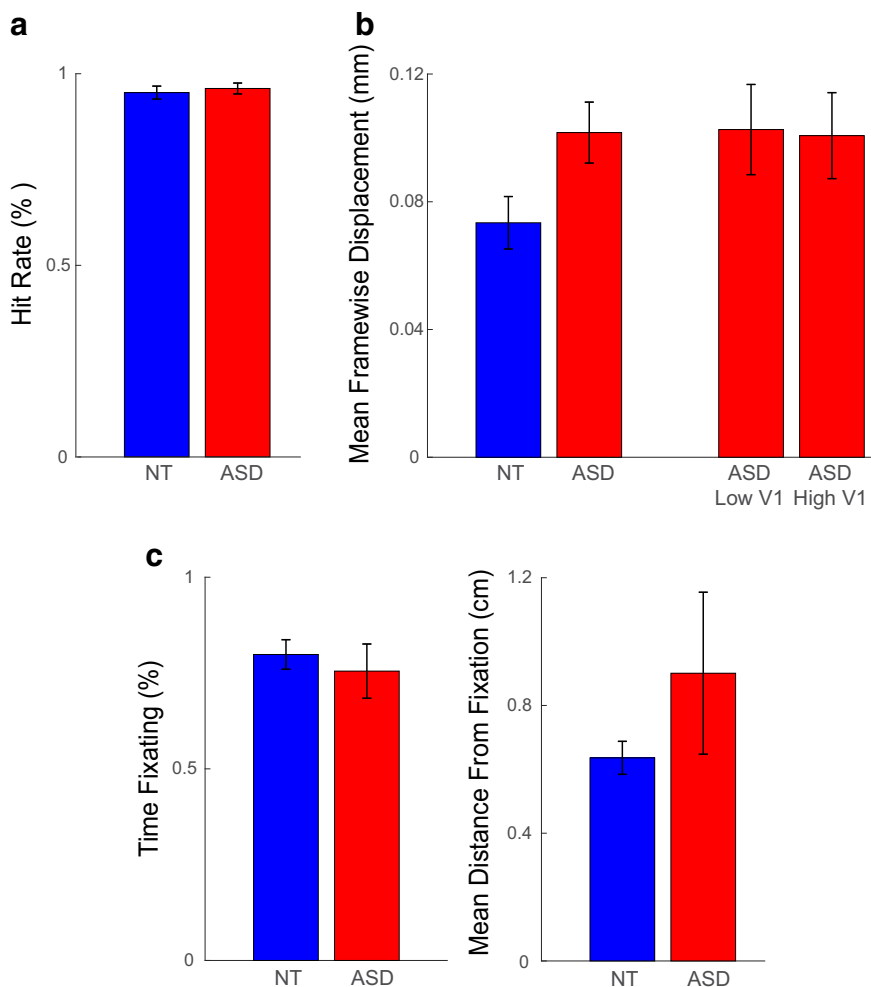 a
Hit Rate (% )
1
0.5
0
NT ASD
b
Mean Framewise Displacement (mm)
0.12
0.08
0.04
0
NT ASD ASD ASD
Low V1 High V1
c
Time Fixating (%)
1
0.5
0
NT ASD
Mean Distance From Fixation (cm)
1.2
0.8
0.4
0
NT ASD